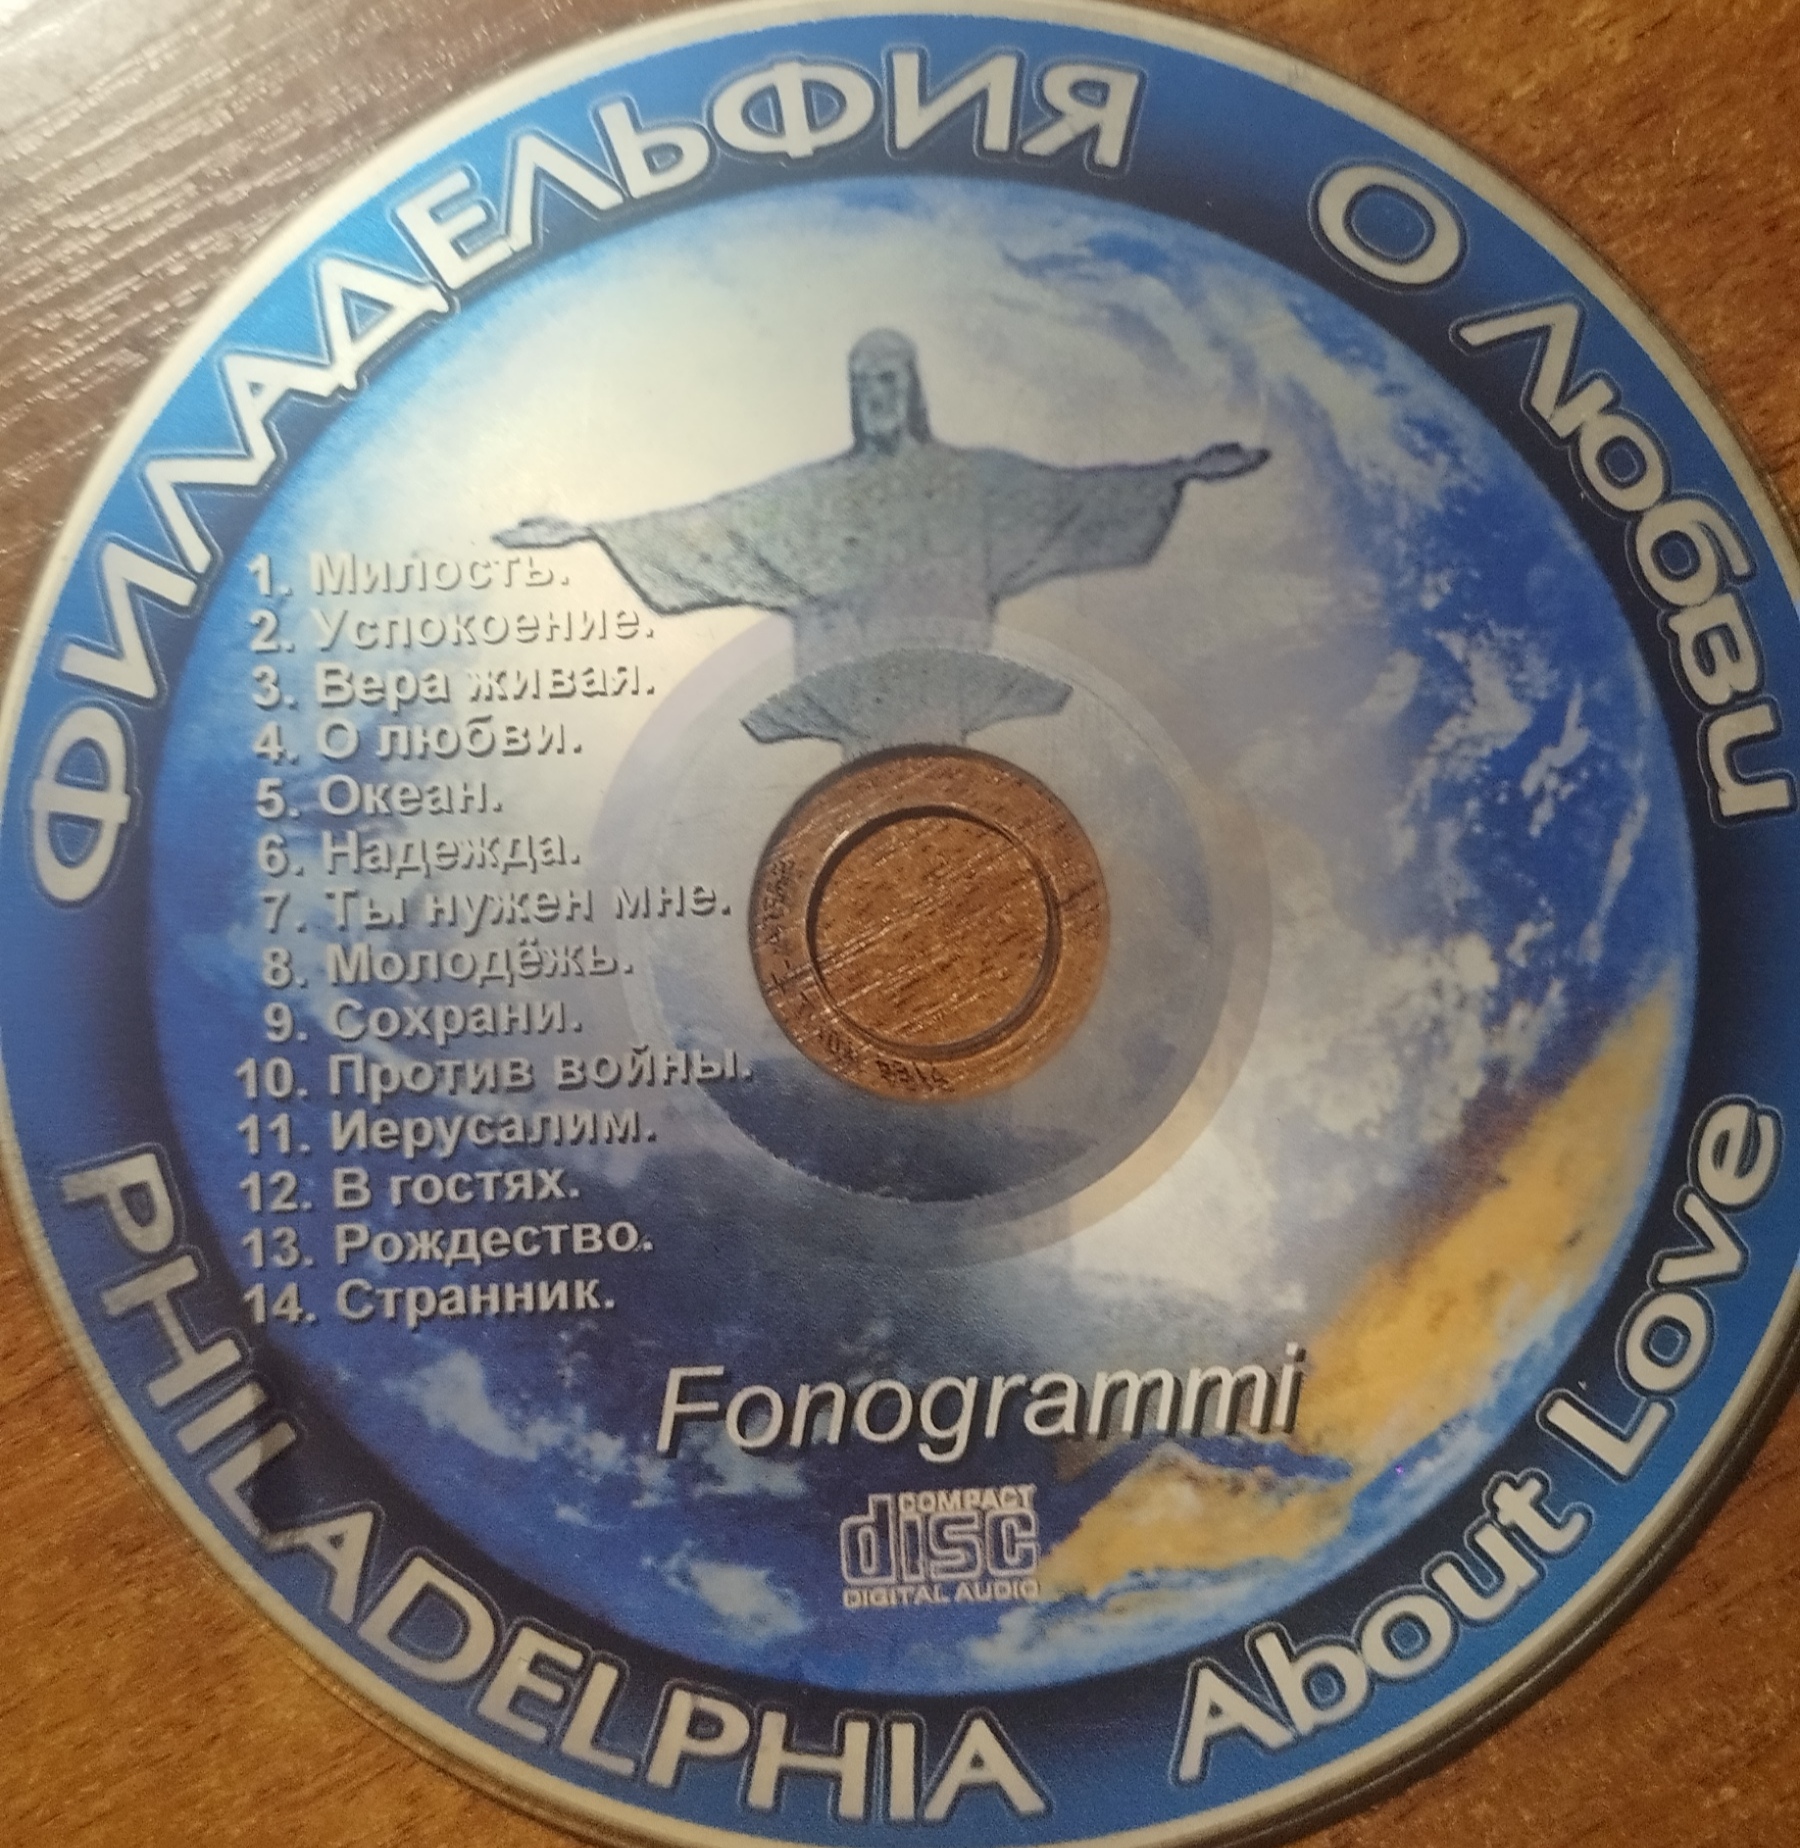 ФИЛАДЕЛЬФИЯ О Любви
1. Милость.
2. Успокоение.
3. Вера живая.
4. О любви.
5. Океан.
6. Надежда.
7. Ты нужен мне.
8. Молодёжь.
9. Сохрани.
10. Против войны.
11. Иерусалим.
12. В гостях.
13. Рождество.
14. Странник.
Fonogrammi
COMPACT
disc
DIGITAL AUDIO
PHILADELPHIA About Love